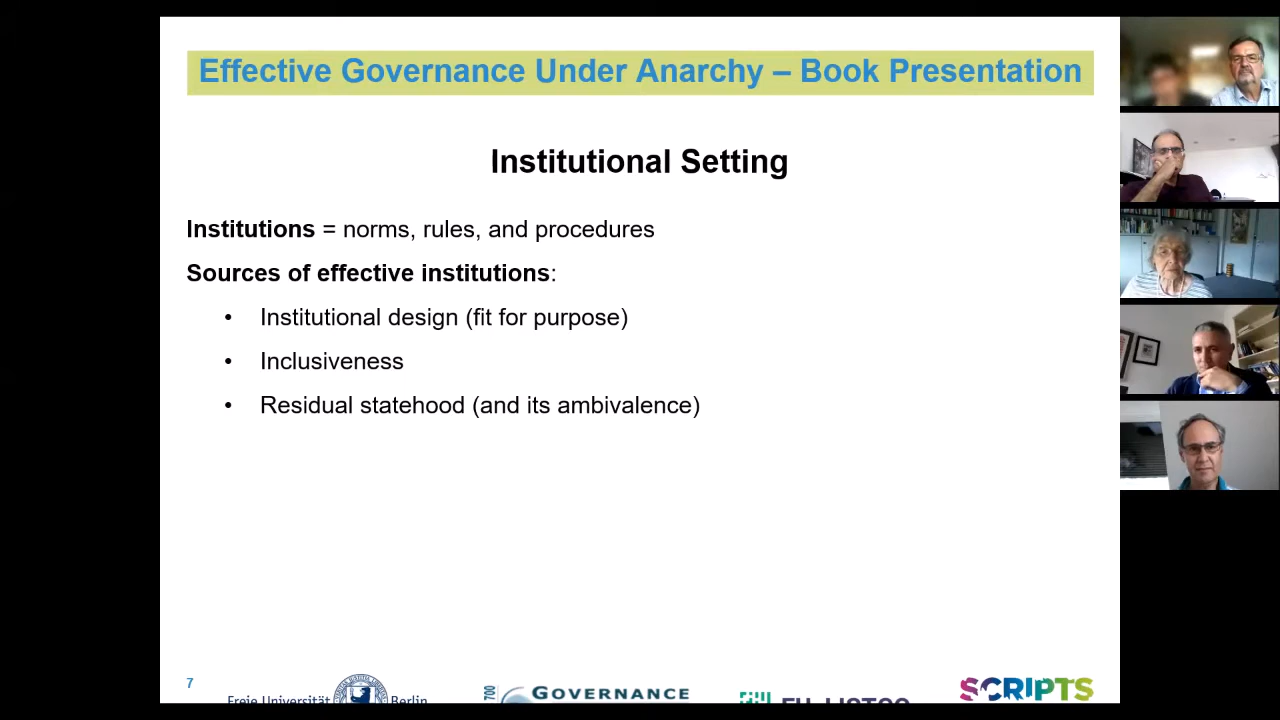 Effective Governance Under Anarchy – Book Presentation
Institutional Setting
Institutions = norms, rules, and procedures
Sources of effective institutions:
• Institutional design (fit for purpose)
• Inclusiveness
• Residual statehood (and its ambivalence)
7
Freie Universität Berlin
700 GOVERNANCE
SCRIPTS